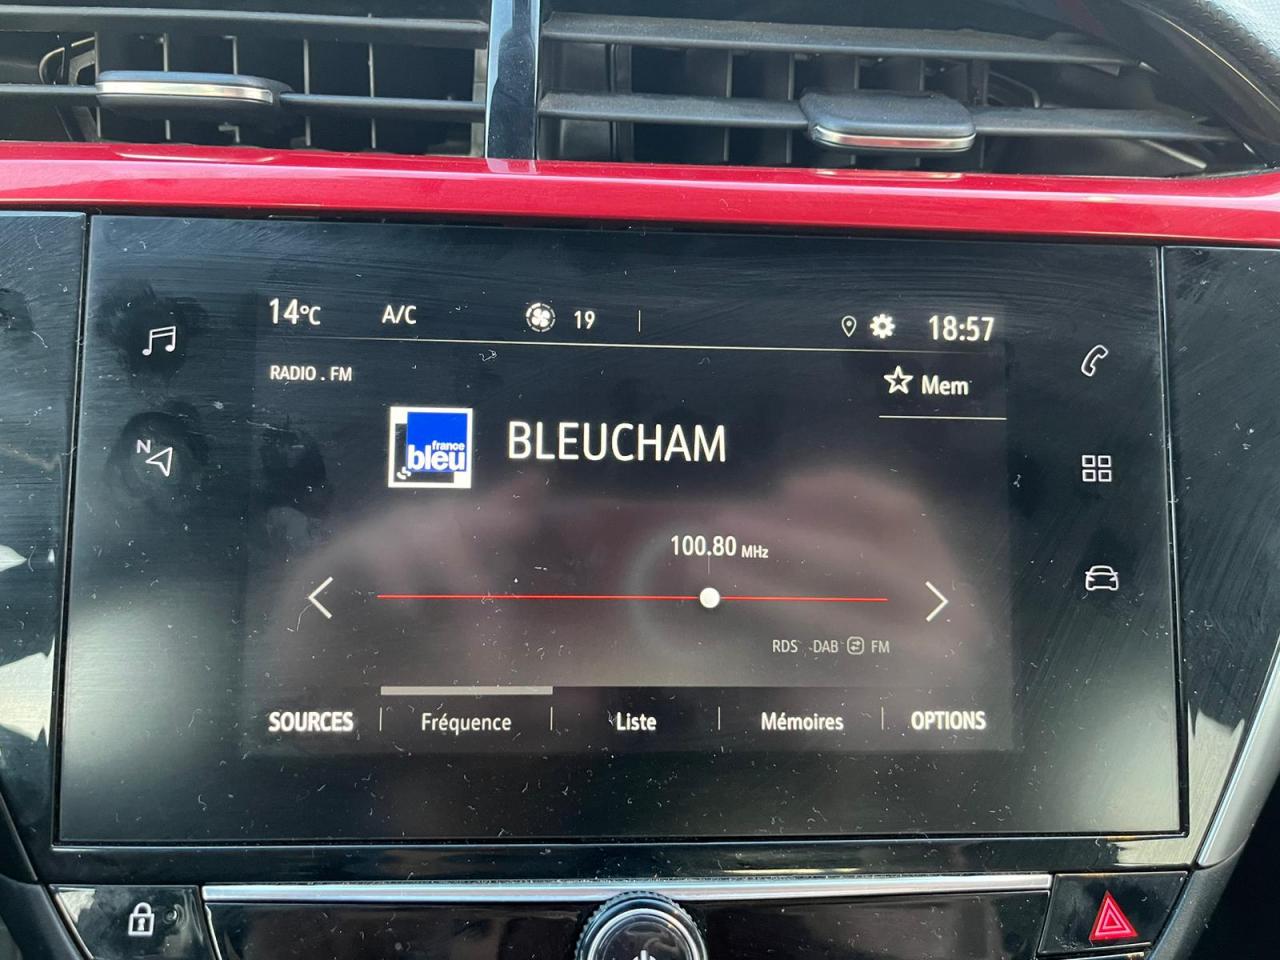 14°C A/C 19 18:57
RADIO . FM
Mem
france
bleu
BLEUCHAM
N
100.80 MHz
RDS DAB FM
SOURCES Fréquence Liste Mémoires OPTIONS